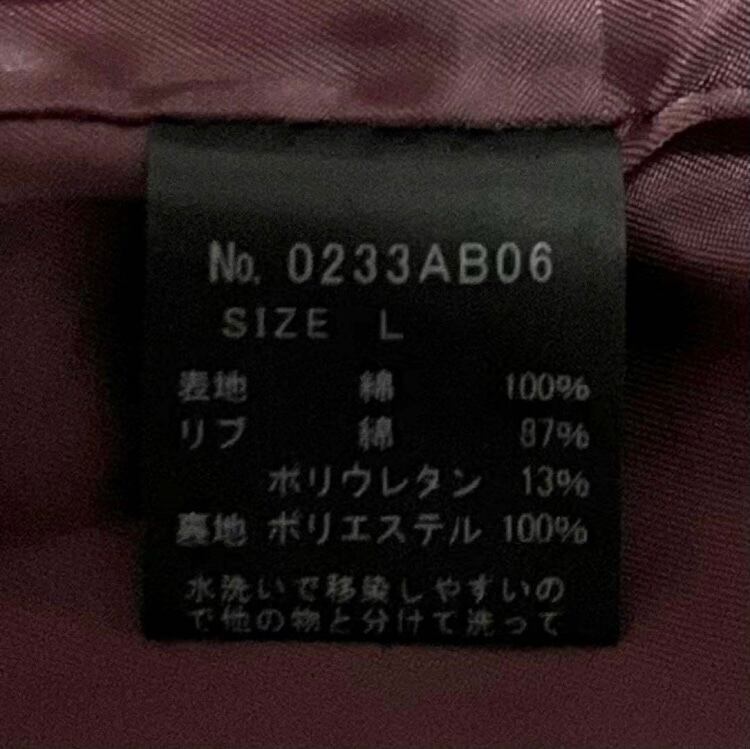 No. 0233AB06
SIZE L
表地 綿 100%
リブ 綿 87%
ポリウレタン 13%
裏地 ポリエステル 100%
水洗いで移染しやすいの
で他の物と分けて洗って